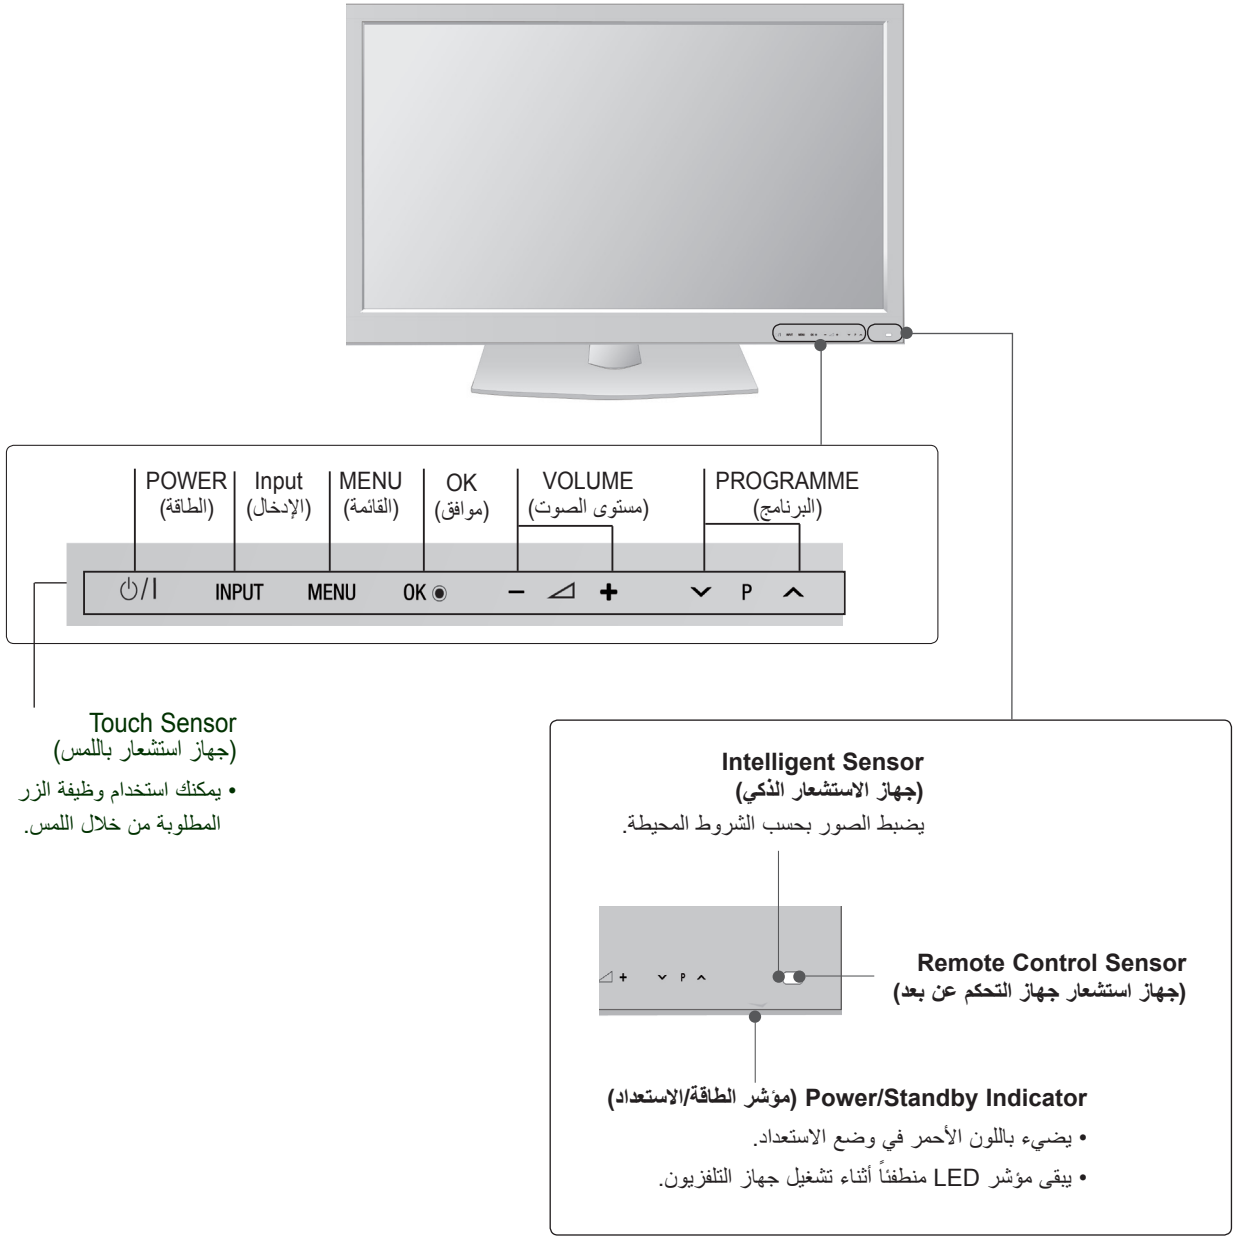 POWER
(الطاقة)
Input
(الإدخال)
MENU
(القائمة)
OK
(موافق)
VOLUME
(مستوى الصوت)
PROGRAMME
(البرنامج)
/I INPUT MENU OK - + P
Touch Sensor
(جهاز استشعار باللمس)
• يمكنك استخدام وظيفة الزر
المطلوبة من خلال اللمس.
Intelligent Sensor
(جهاز الاستشعار الذكي)
يضبط الصور بحسب الشروط المحيطة.
+ P
Remote Control Sensor
(جهاز استشعار جهاز التحكم عن بعد)
Power/Standby Indicator (مؤشر الطاقة/الاستعداد)
• يضيء باللون الأحمر في وضع الاستعداد.
• يبقى مؤشر LED منطفئاً أثناء تشغيل جهاز التلفزيون.